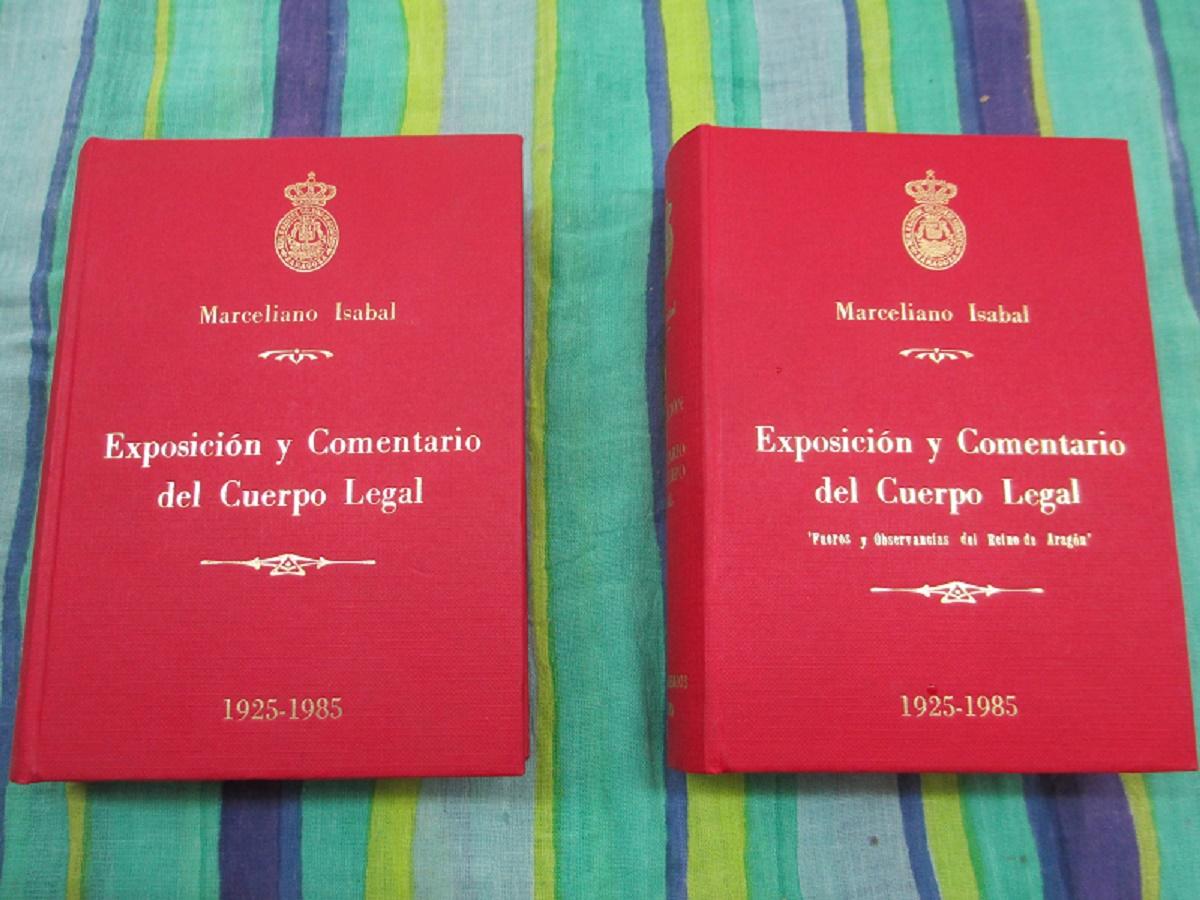 Marceliano Isabal
Exposición y Comentario
del Cuerpo Legal
1925-1985
Marceliano Isabal
Exposición y Comentario
del Cuerpo Legal
"Fueros y Observancias del Reino de Aragón"
1925-1985